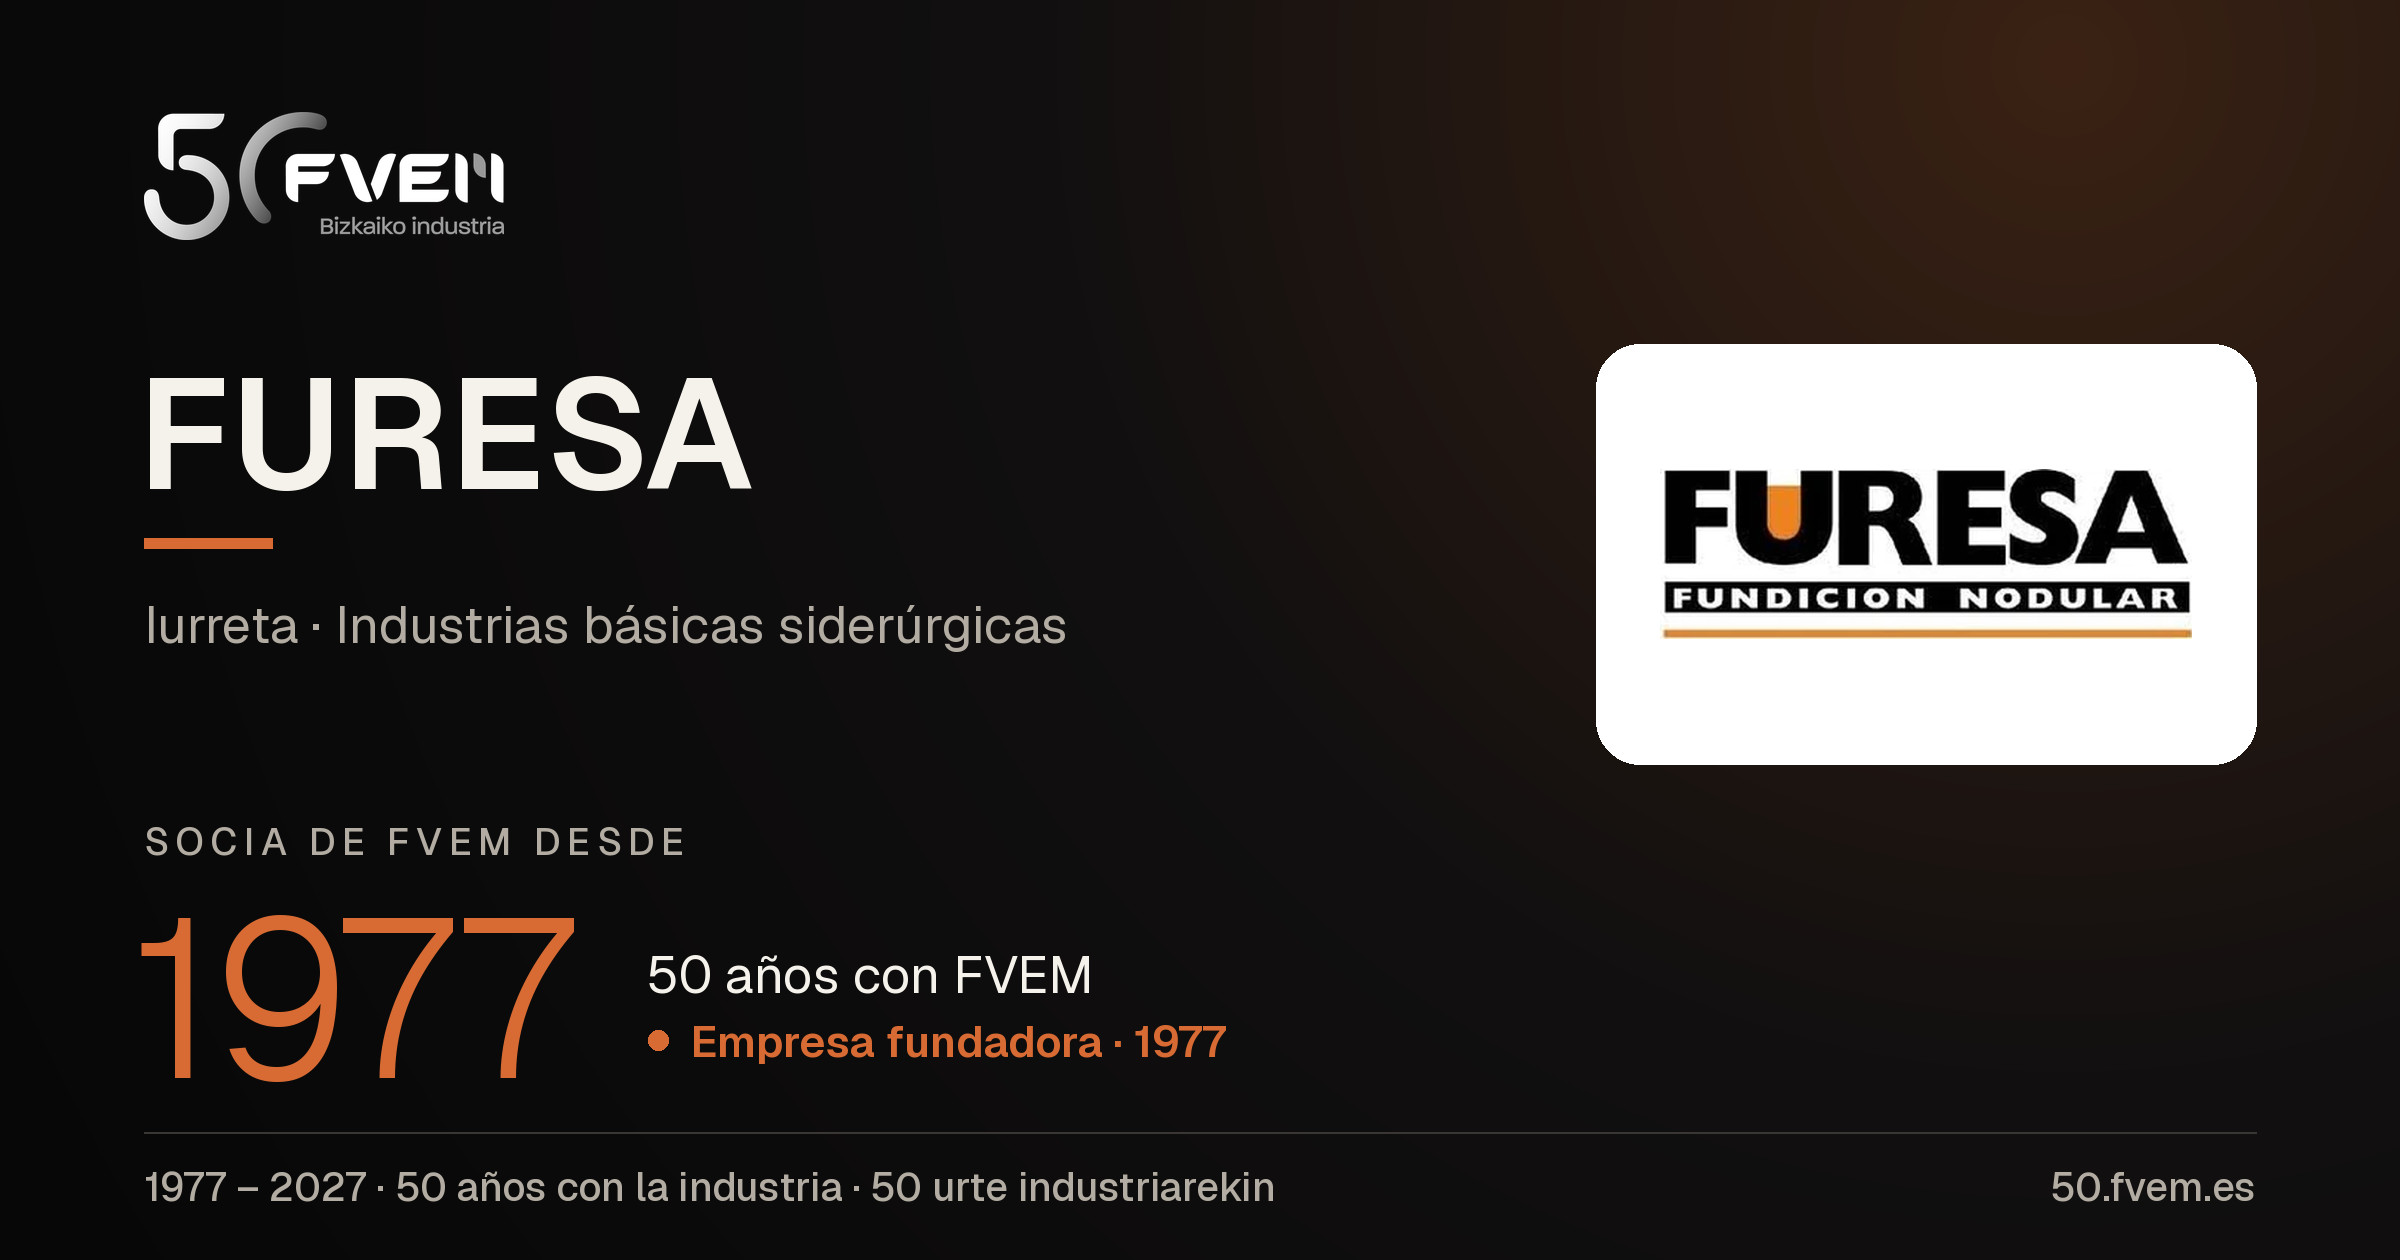 50 FVEM
Bizkaiko industria
FURESA
Iurreta · Industrias básicas siderúrgicas
FURESA
FUNDICION NODULAR
SOCIA DE FVEM DESDE
1977
50 años con FVEM
Empresa fundadora · 1977
1977 – 2027 · 50 años con la industria · 50 urte industriarekin
50.fvem.es